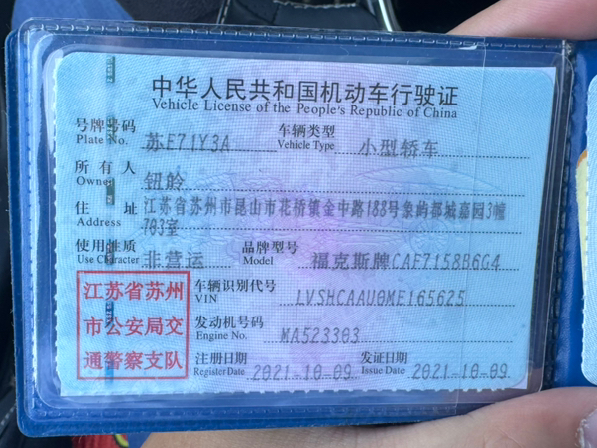 中华人民共和国机动车行驶证
Vehicle License of the People's Republic of China
号牌号码 苏E71Y3A 车辆类型 小型轿车
Plate No. Vehicle Type
所有人 钮舲
Owner
住址 江苏省苏州市昆山市花桥镇金中路188号象屿都城嘉园3幢
Address 703室
使用性质 非营运 品牌型号 福克斯牌CAF7158B6G4
Use Character Model
江苏省苏州 车辆识别代号 LVSHCAAU0ME165625
VIN
市公安局交 发动机号码 MA523303
Engine No.
通警察支队 注册日期 2021-10-09 发证日期 2021-10-09
Register Date Issue Date